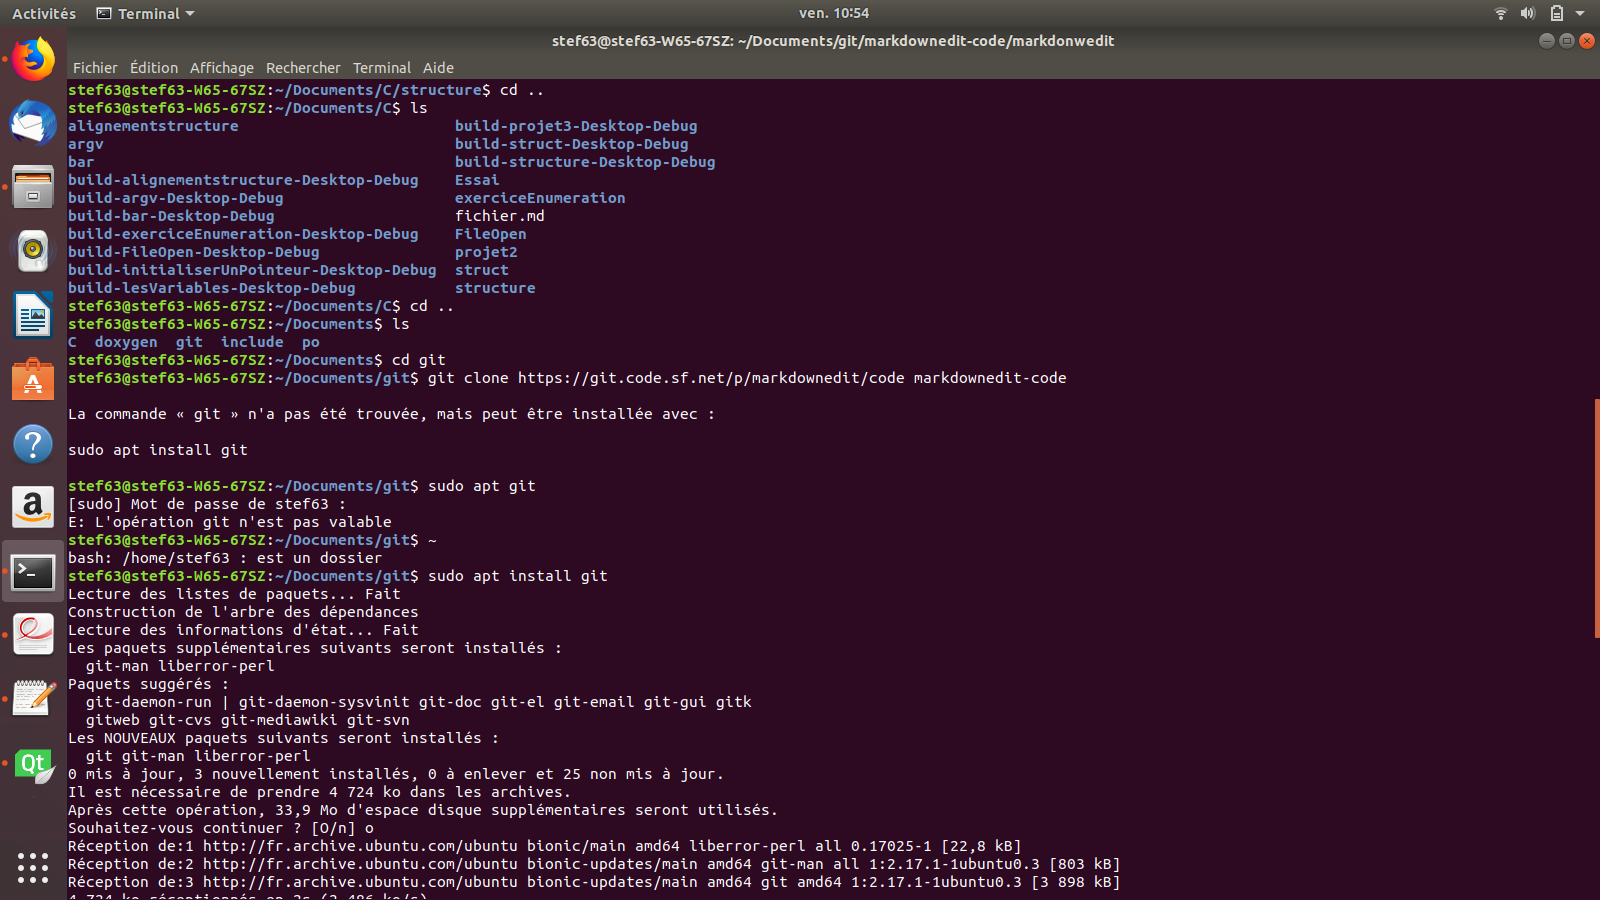 Activités Terminal ven. 10:54
stef63@stef63-W65-67SZ: ~/Documents/git/markdownedit-code/markdonwedit
Fichier Édition Affichage Rechercher Terminal Aide
stef63@stef63-W65-67SZ:~/Documents/C/structure$ cd ..
stef63@stef63-W65-67SZ:~/Documents/C$ ls
alignementstructure build-projet3-Desktop-Debug
argv build-struct-Desktop-Debug
bar build-structure-Desktop-Debug
build-alignementstructure-Desktop-Debug Essai
build-argv-Desktop-Debug exerciceEnumeration
build-bar-Desktop-Debug fichier.md
build-exerciceEnumeration-Desktop-Debug FileOpen
build-FileOpen-Desktop-Debug projet2
build-initialiserUnPointeur-Desktop-Debug struct
build-lesVariables-Desktop-Debug structure
stef63@stef63-W65-67SZ:~/Documents/C$ cd ..
stef63@stef63-W65-67SZ:~/Documents$ ls
C doxygen git include po
stef63@stef63-W65-67SZ:~/Documents$ cd git
stef63@stef63-W65-67SZ:~/Documents/git$ git clone https://git.code.sf.net/p/markdownedit/code markdownedit-code
La commande « git » n'a pas été trouvée, mais peut être installée avec :
sudo apt install git
stef63@stef63-W65-67SZ:~/Documents/git$ sudo apt git
[sudo] Mot de passe de stef63 :
E: L'opération git n'est pas valable
stef63@stef63-W65-67SZ:~/Documents/git$ ~
bash: /home/stef63 : est un dossier
stef63@stef63-W65-67SZ:~/Documents/git$ sudo apt install git
Lecture des listes de paquets... Fait
Construction de l'arbre des dépendances
Lecture des informations d'état... Fait
Les paquets supplémentaires suivants seront installés :
git-man liberror-perl
Paquets suggérés :
git-daemon-run | git-daemon-sysvinit git-doc git-el git-email git-gui gitk
gitweb git-cvs git-mediawiki git-svn
Les NOUVEAUX paquets suivants seront installés :
git git-man liberror-perl
0 mis à jour, 3 nouvellement installés, 0 à enlever et 25 non mis à jour.
Il est nécessaire de prendre 4 724 ko dans les archives.
Après cette opération, 33,9 Mo d'espace disque supplémentaires seront utilisés.
Souhaitez-vous continuer ? [O/n] o
Réception de:1 http://fr.archive.ubuntu.com/ubuntu bionic/main amd64 liberror-perl all 0.17025-1 [22,8 kB]
Réception de:2 http://fr.archive.ubuntu.com/ubuntu bionic-updates/main amd64 git-man all 1:2.17.1-1ubuntu0.3 [803 kB]
Réception de:3 http://fr.archive.ubuntu.com/ubuntu bionic-updates/main amd64 git amd64 1:2.17.1-1ubuntu0.3 [3 898 kB]
4 724 ko réceptionnés en 2s (2 486 ko/s)